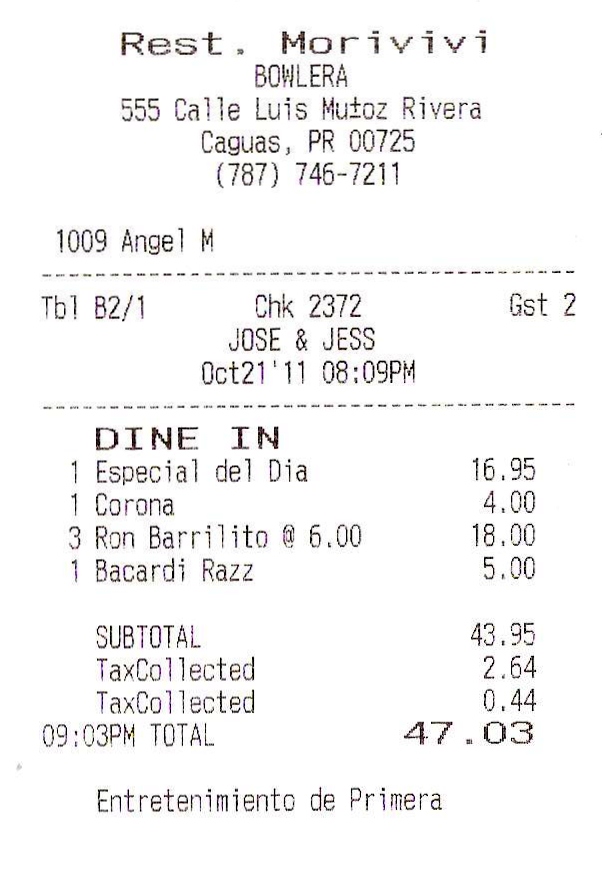 Rest. Morivivi
BOWLERA
555 Calle Luis Mu±oz Rivera
Caguas, PR 00725
(787) 746-7211
1009 Angel M
Tbl B2/1 Chk 2372 Gst 2
JOSE & JESS
Oct21'11 08:09PM
DINE IN
1 Especial del Dia 16.95
1 Corona 4.00
3 Ron Barrilito @ 6.00 18.00
1 Bacardi Razz 5.00
SUBTOTAL 43.95
TaxCollected 2.64
TaxCollected 0.44
09:03PM TOTAL 47.03
Entretenimiento de Primera